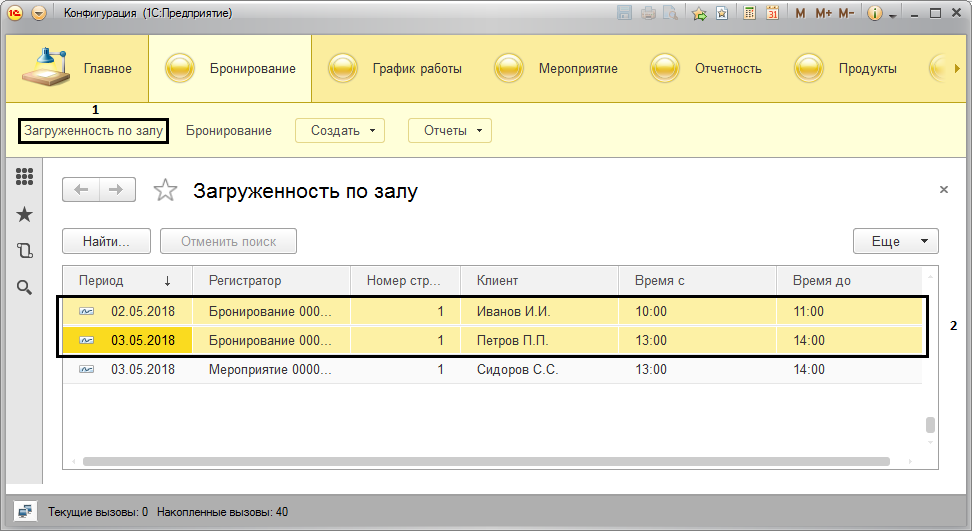 Конфигурация (1С:Предприятие)
M M+ M-
Главное Бронирование График работы Мероприятие Отчетность Продукты
1
Загруженность по залу Бронирование Создать Отчеты
Загруженность по залу
Найти... Отменить поиск Еще
Период ↓ Регистратор Номер стр... Клиент Время с Время до
02.05.2018 Бронирование 000... 1 Иванов И.И. 10:00 11:00
03.05.2018 Бронирование 000... 1 Петров П.П. 13:00 14:00
2
03.05.2018 Мероприятие 0000... 1 Сидоров С.С. 13:00 14:00
Текущие вызовы: 0 Накопленные вызовы: 40